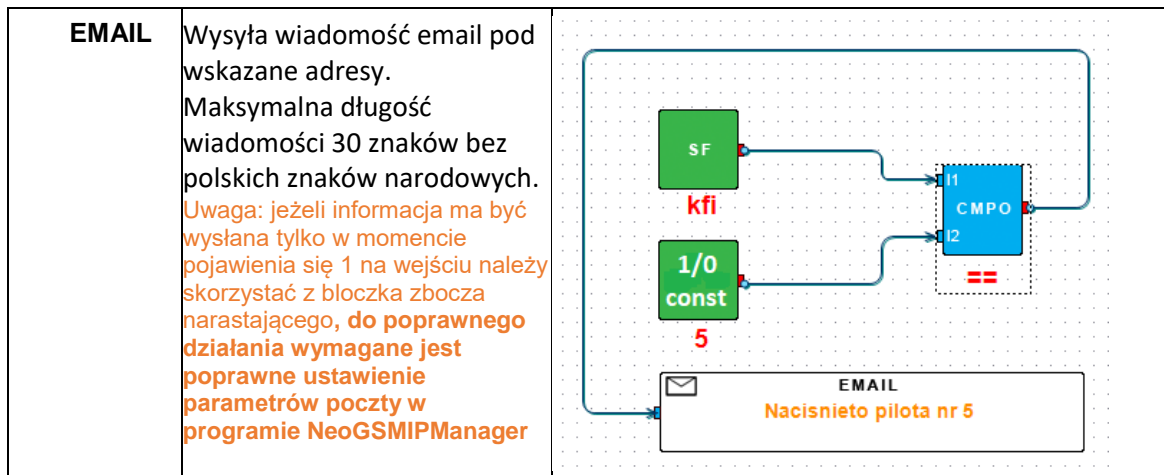 EMAIL
Wysyła wiadomość email pod
wskazane adresy.
Maksymalna długość
wiadomości 30 znaków bez
polskich znaków narodowych.
Uwaga: jeżeli informacja ma być
wysłana tylko w momencie
pojawienia się 1 na wejściu należy
skorzystać z bloczka zbocza
narastającego, do poprawnego
działania wymagane jest
poprawne ustawienie
parametrów poczty w
programie NeoGSMIPManager
SF
kfi
1/0
const
5
I1
CMPO
I2
==
EMAIL
Nacisnieto pilota nr 5